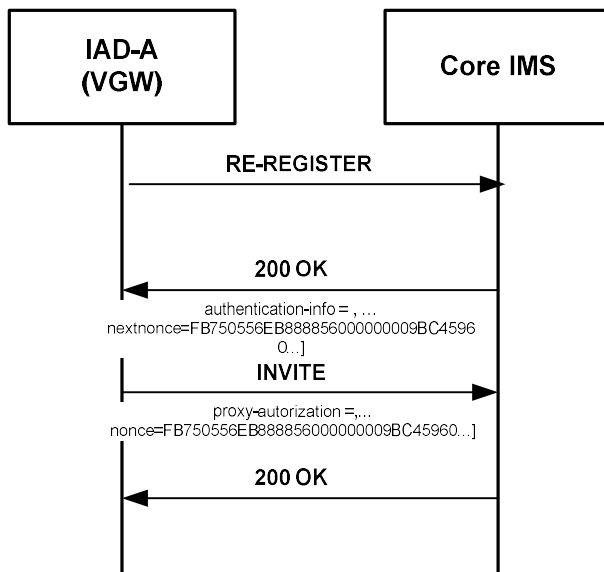 IAD-A
(VGW)
Core IMS
RE-REGISTER
200 OK
authentication-info = , ...
nextnonce=FB750556EB888856000000009BC4596
0...]
INVITE
proxy-autorization =,...
nonce=FB750556EB888856000000009BC45960...]
200 OK